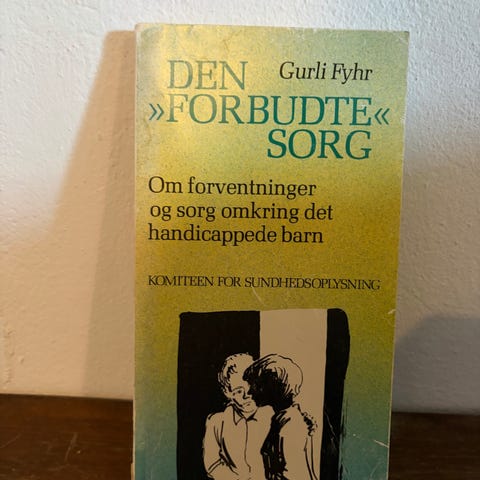 DEN
Gurli Fyhr
»FORBUDTE«
SORG
Om forventninger
og sorg omkring det
handicappede barn
KOMITEEN FOR SUNDHEDSOPLYSNING